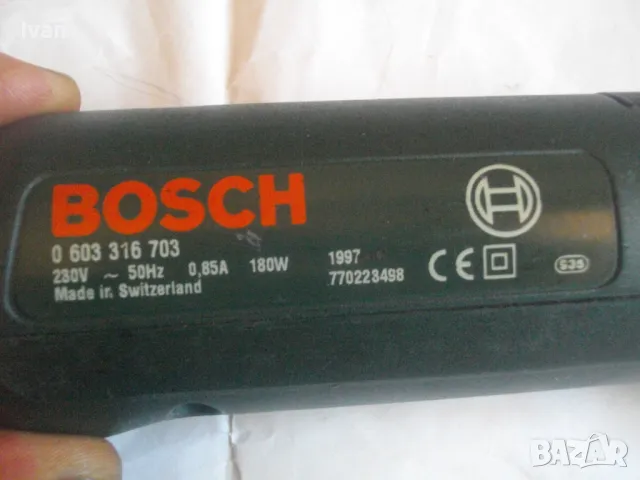 Ivan
BOSCH
0 603 316 703
230V ~ 50Hz 0,85A 180W 1997
Made in Switzerland 770223498
CE
BAZAR